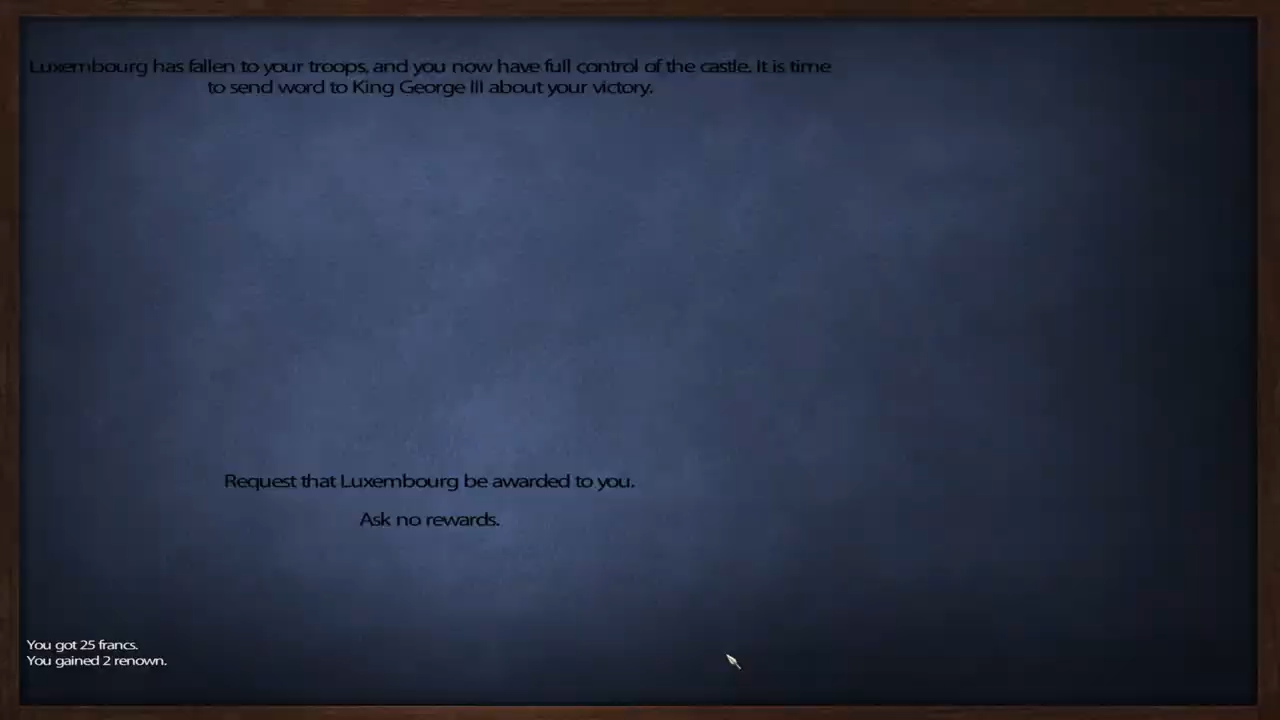 Luxembourg has fallen to your troops, and you now have full control of the castle. It is time
to send word to King George III about your victory.
Request that Luxembourg be awarded to you.
Ask no rewards.
You got 25 francs.
You gained 2 renown.